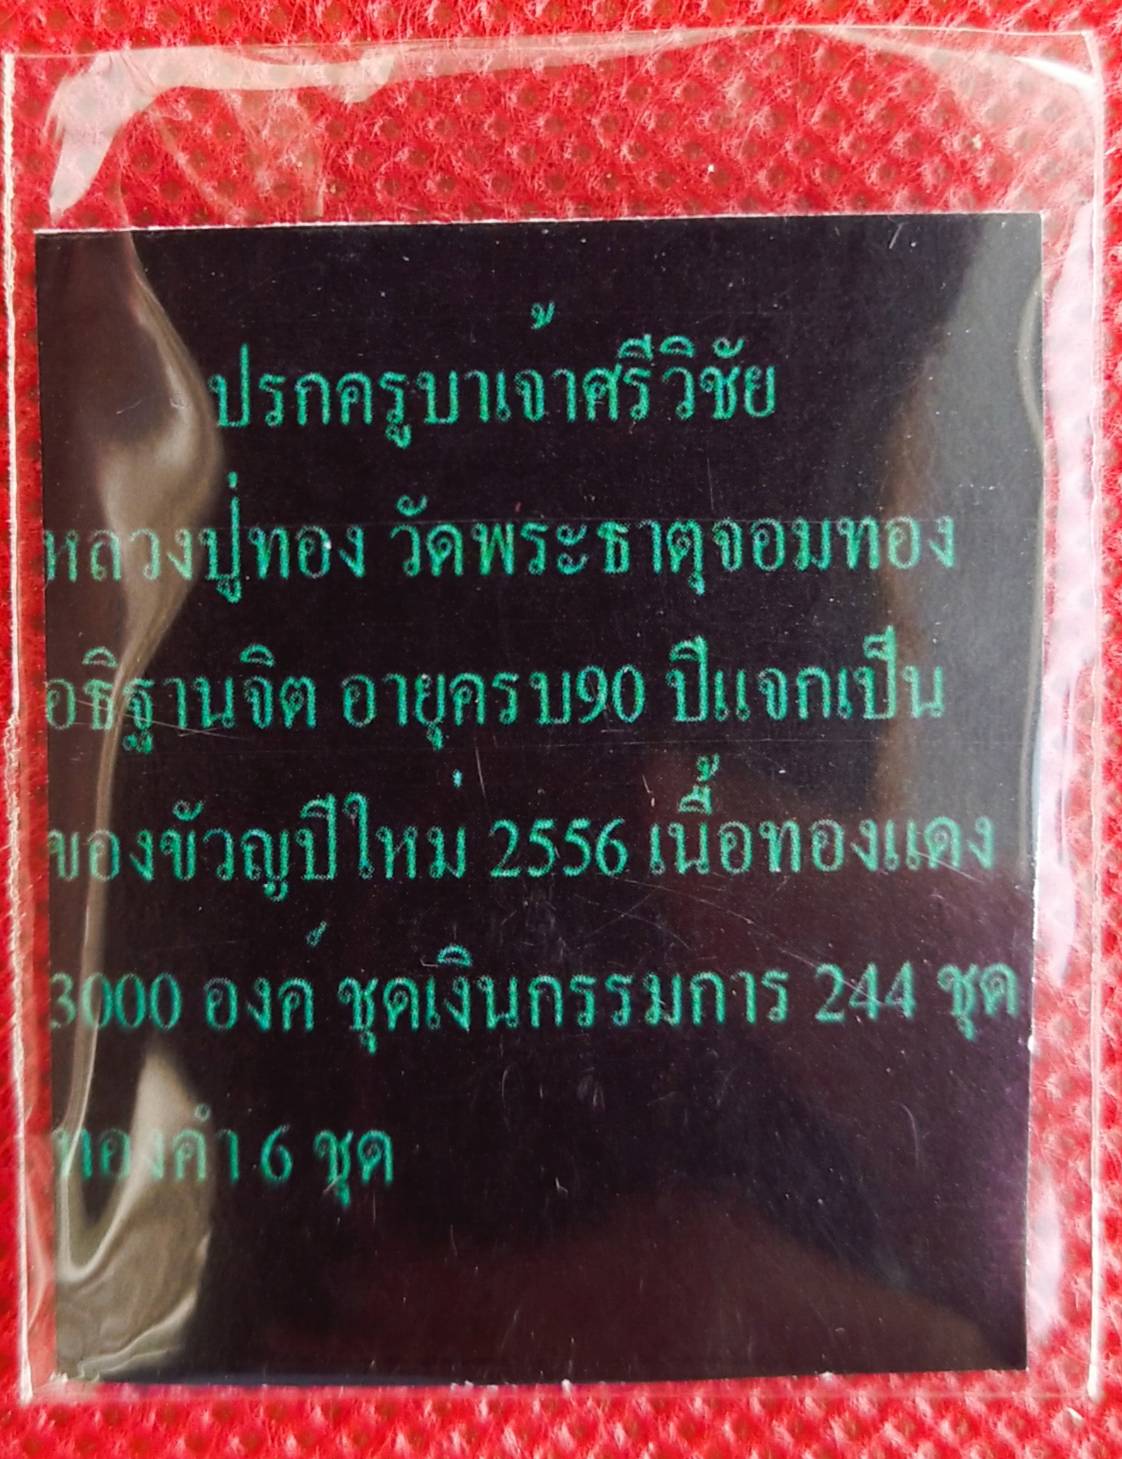 ปรกครูบาเจ้าศรีวิชัย
หลวงปู่ทอง วัดพระธาตุจอมทอง
อธิฐานจิต อายุครบ90 ปีแจกเป็น
ของขัวญปีใหม่ 2556 เนื้อทองแดง
3000 องค์ ชุดเงินกรรมการ 244 ชุด
ทองคำ 6 ชุด